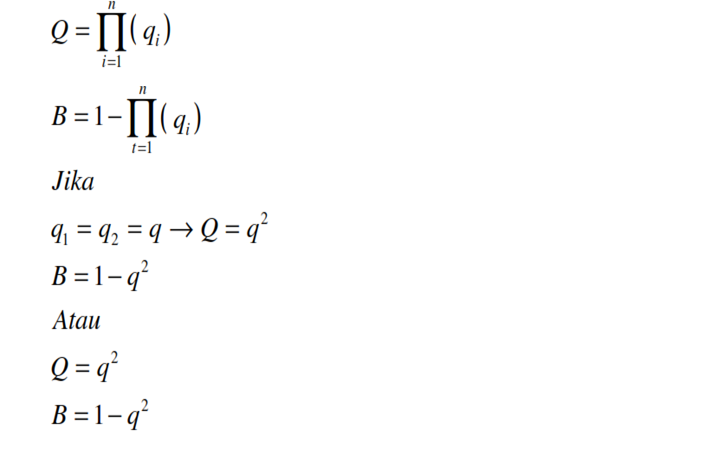 Q = ∏_{i=1}^{n} (q_i)
B = 1 − ∏_{t=1}^{n} (q_i)
Jika
q_1 = q_2 = q → Q = q^2
B = 1 − q^2
Atau
Q = q^2
B = 1 − q^2